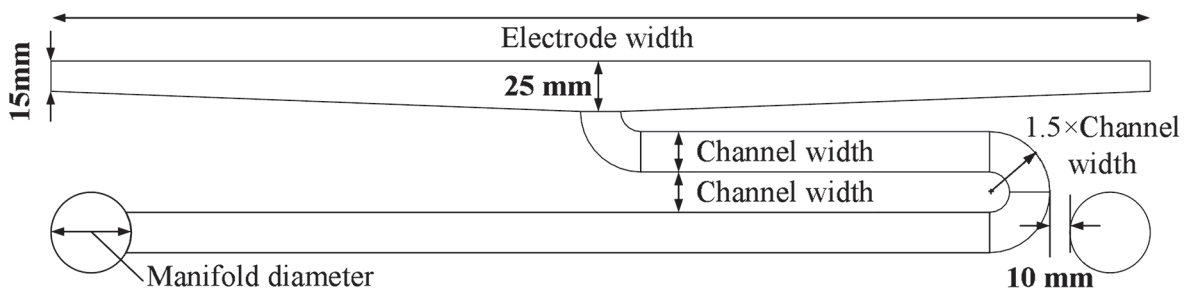 Electrode width
15mm
25 mm
1.5×Channel
width
Channel width
Channel width
10 mm
Manifold diameter